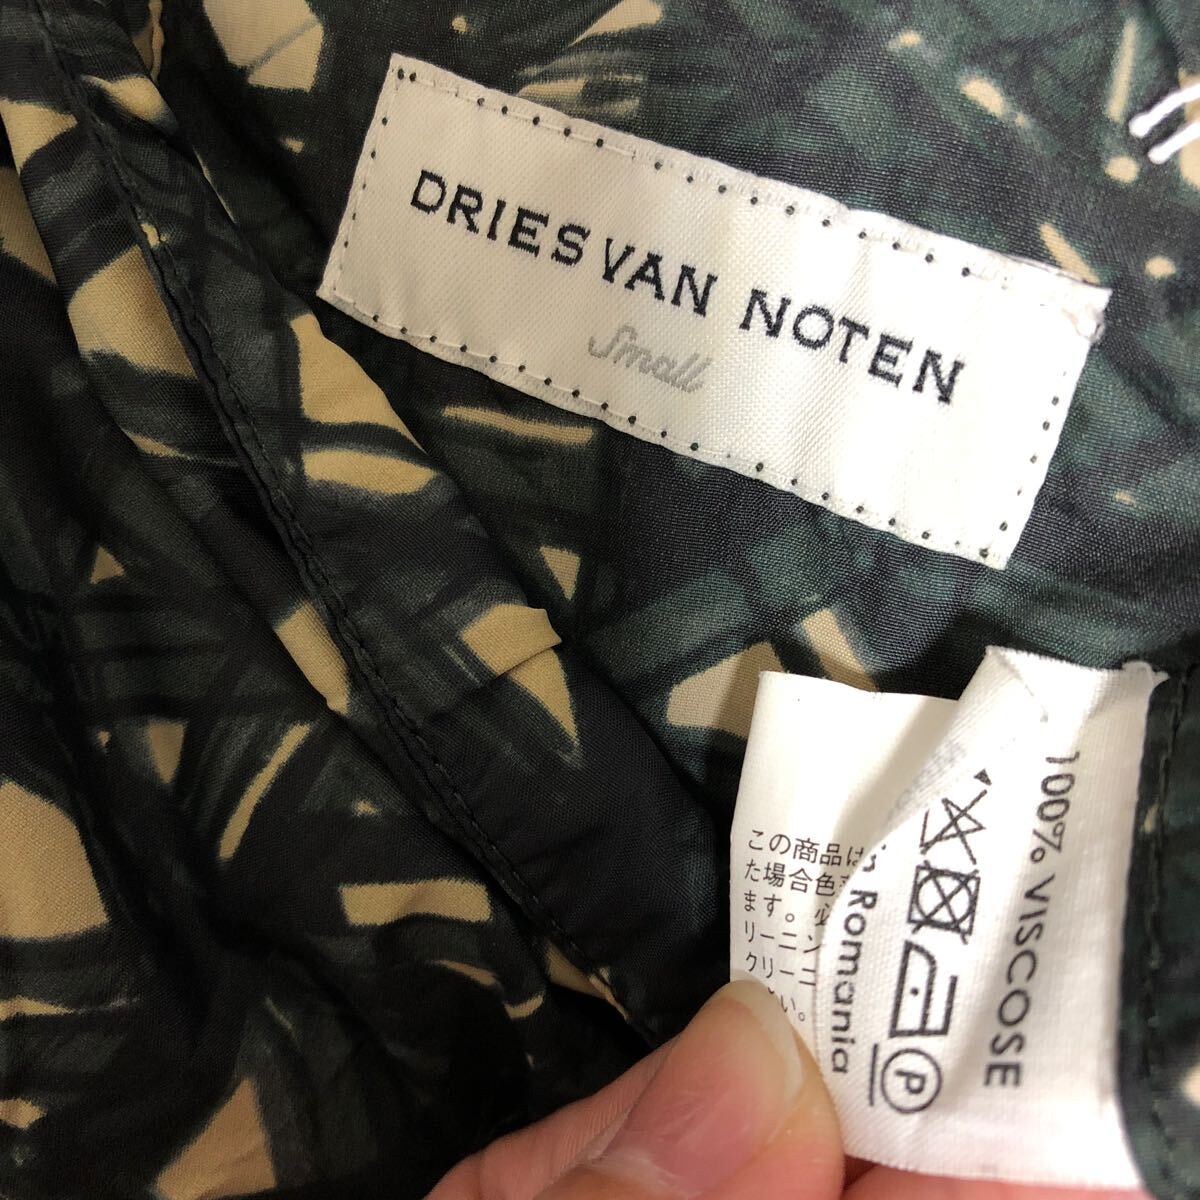 DRIES VAN NOTEN
Small
100% VISCOSE
P
Romania
この商品は
た場合色
ます。必
リーニン
クリーニ
い。